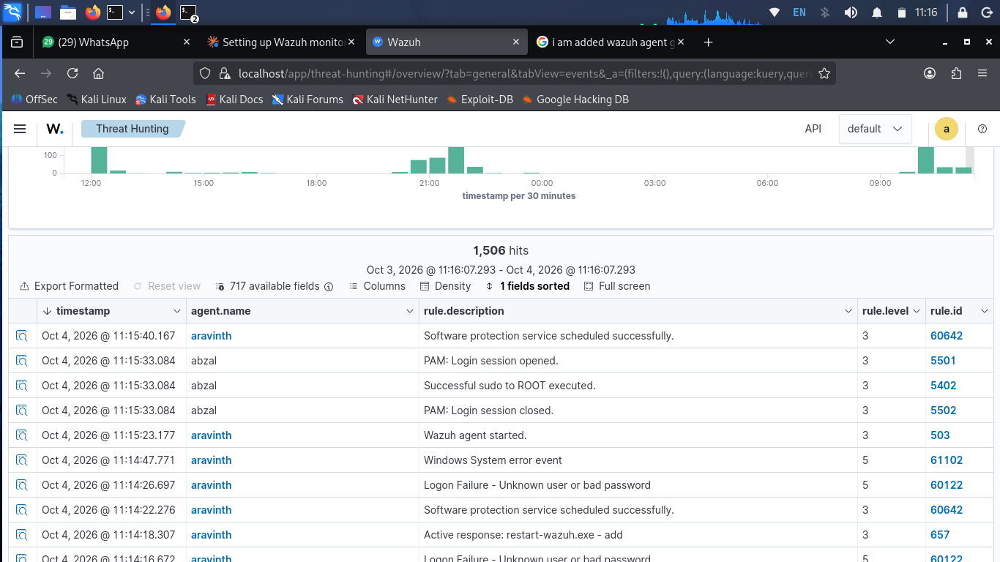 2
EN
11:16
29
(29) WhatsApp
Setting up Wazuh monito
Wazuh
i am added wazuh agent g
localhost/app/threat-hunting#/overview/?tab=general&tabView=events&_a=(filters:!(),query:(language:kuery,query
OffSec
Kali Linux
Kali Tools
Kali Docs
Kali Forums
Kali NetHunter
Exploit-DB
Google Hacking DB
W.
Threat Hunting
API
default
a
100
0
12:00 15:00 18:00 21:00 00:00 03:00 06:00 09:00
timestamp per 30 minutes
1,506 hits
Oct 3, 2026 @ 11:16:07.293 - Oct 4, 2026 @ 11:16:07.293
Export Formatted Reset view 717 available fields Columns Density 1 fields sorted Full screen
timestamp agent.name rule.description rule.level rule.id
Oct 4, 2026 @ 11:15:40.167 aravinth Software protection service scheduled successfully. 3 60642
Oct 4, 2026 @ 11:15:33.084 abzal PAM: Login session opened. 3 5501
Oct 4, 2026 @ 11:15:33.084 abzal Successful sudo to ROOT executed. 3 5402
Oct 4, 2026 @ 11:15:33.084 abzal PAM: Login session closed. 3 5502
Oct 4, 2026 @ 11:15:23.177 aravinth Wazuh agent started. 3 503
Oct 4, 2026 @ 11:14:47.771 aravinth Windows System error event 5 61102
Oct 4, 2026 @ 11:14:26.697 aravinth Logon Failure - Unknown user or bad password 5 60122
Oct 4, 2026 @ 11:14:22.276 aravinth Software protection service scheduled successfully. 3 60642
Oct 4, 2026 @ 11:14:18.307 aravinth Active response: restart-wazuh.exe - add 3 657
Oct 4, 2026 @ 11:14:16.672 aravinth Logon Failure - Unknown user or bad password 5 60122